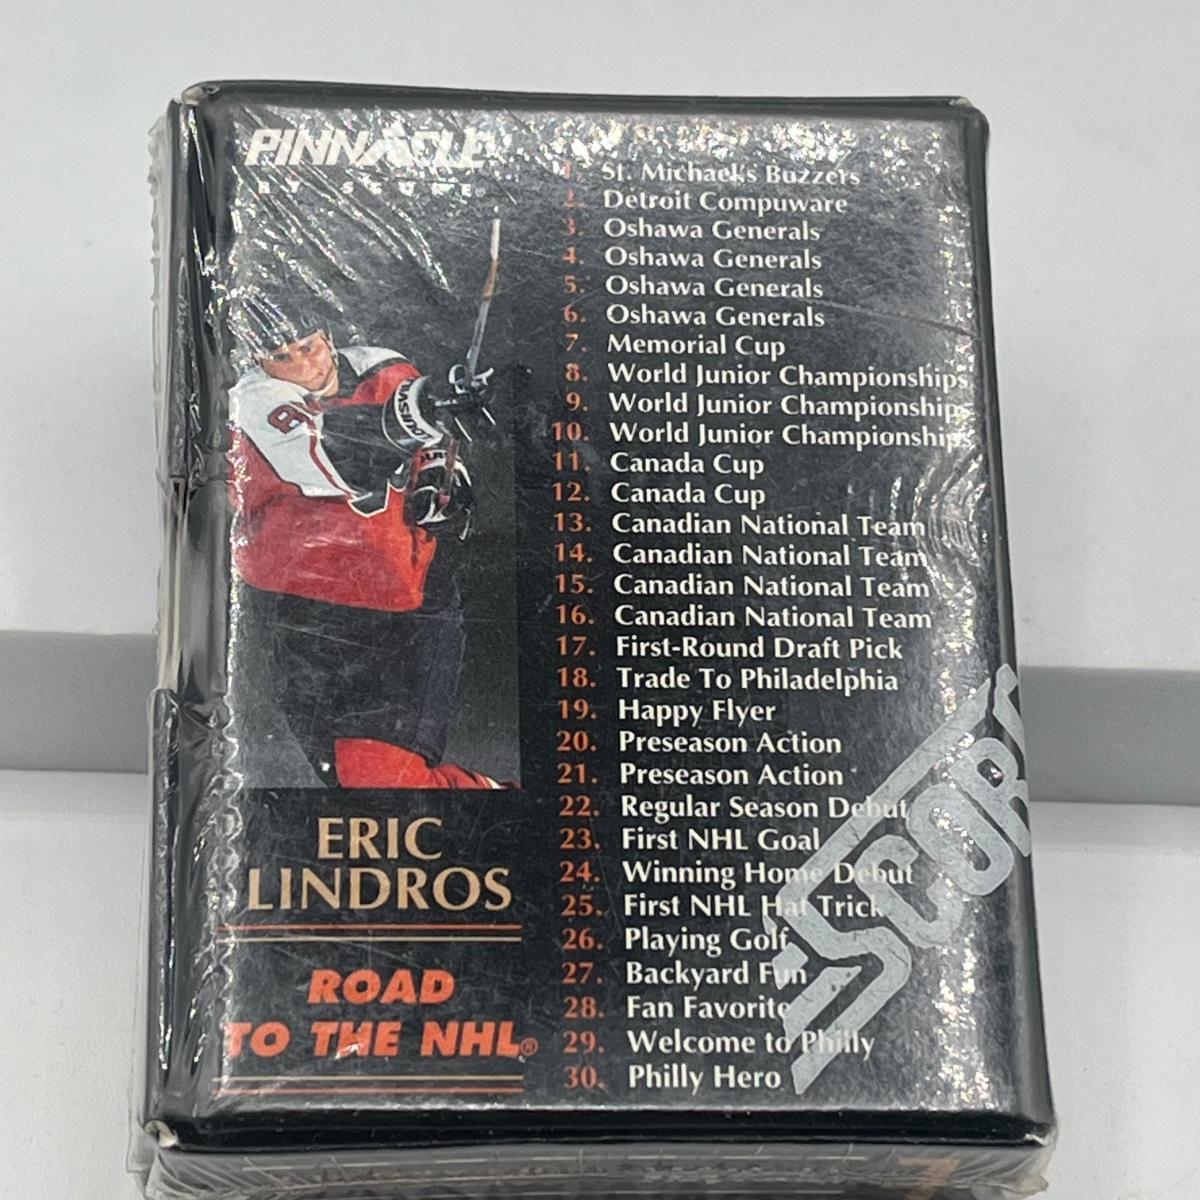 PINNACLE
BY SCORE®
1. St. Michaels Buzzers
2. Detroit Compuware
3. Oshawa Generals
4. Oshawa Generals
5. Oshawa Generals
6. Oshawa Generals
7. Memorial Cup
8. World Junior Championships
9. World Junior Championships
10. World Junior Championships
11. Canada Cup
12. Canada Cup
13. Canadian National Team
14. Canadian National Team
15. Canadian National Team
16. Canadian National Team
17. First-Round Draft Pick
18. Trade To Philadelphia
19. Happy Flyer
20. Preseason Action
21. Preseason Action
22. Regular Season Debut
23. First NHL Goal
24. Winning Home Debut
25. First NHL Hat Trick
26. Playing Golf
27. Backyard Fun
28. Fan Favorite
29. Welcome to Philly
30. Philly Hero
8
ERIC
LINDROS
ROAD
TO THE NHL®
SCORE